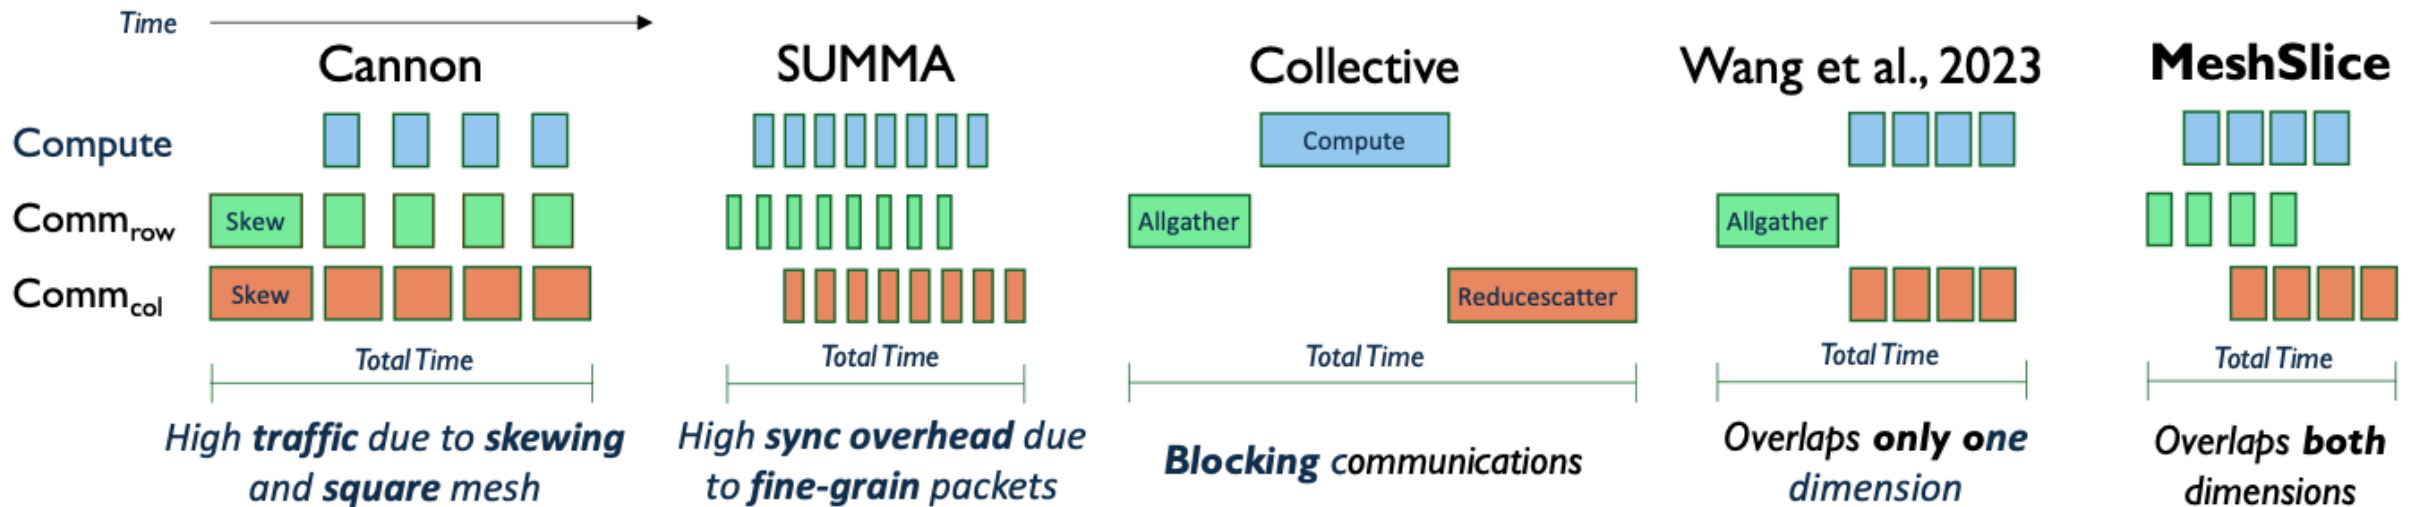 Time
Cannon
SUMMA
Collective
Wang et al., 2023
MeshSlice
Compute
Compute
Comm_row
Skew
Allgather
Allgather
Comm_col
Skew
Reducescatter
Total Time
Total Time
Total Time
Total Time
Total Time
High traffic due to skewing
and square mesh
High sync overhead due
to fine-grain packets
Blocking communications
Overlaps only one
dimension
Overlaps both
dimensions